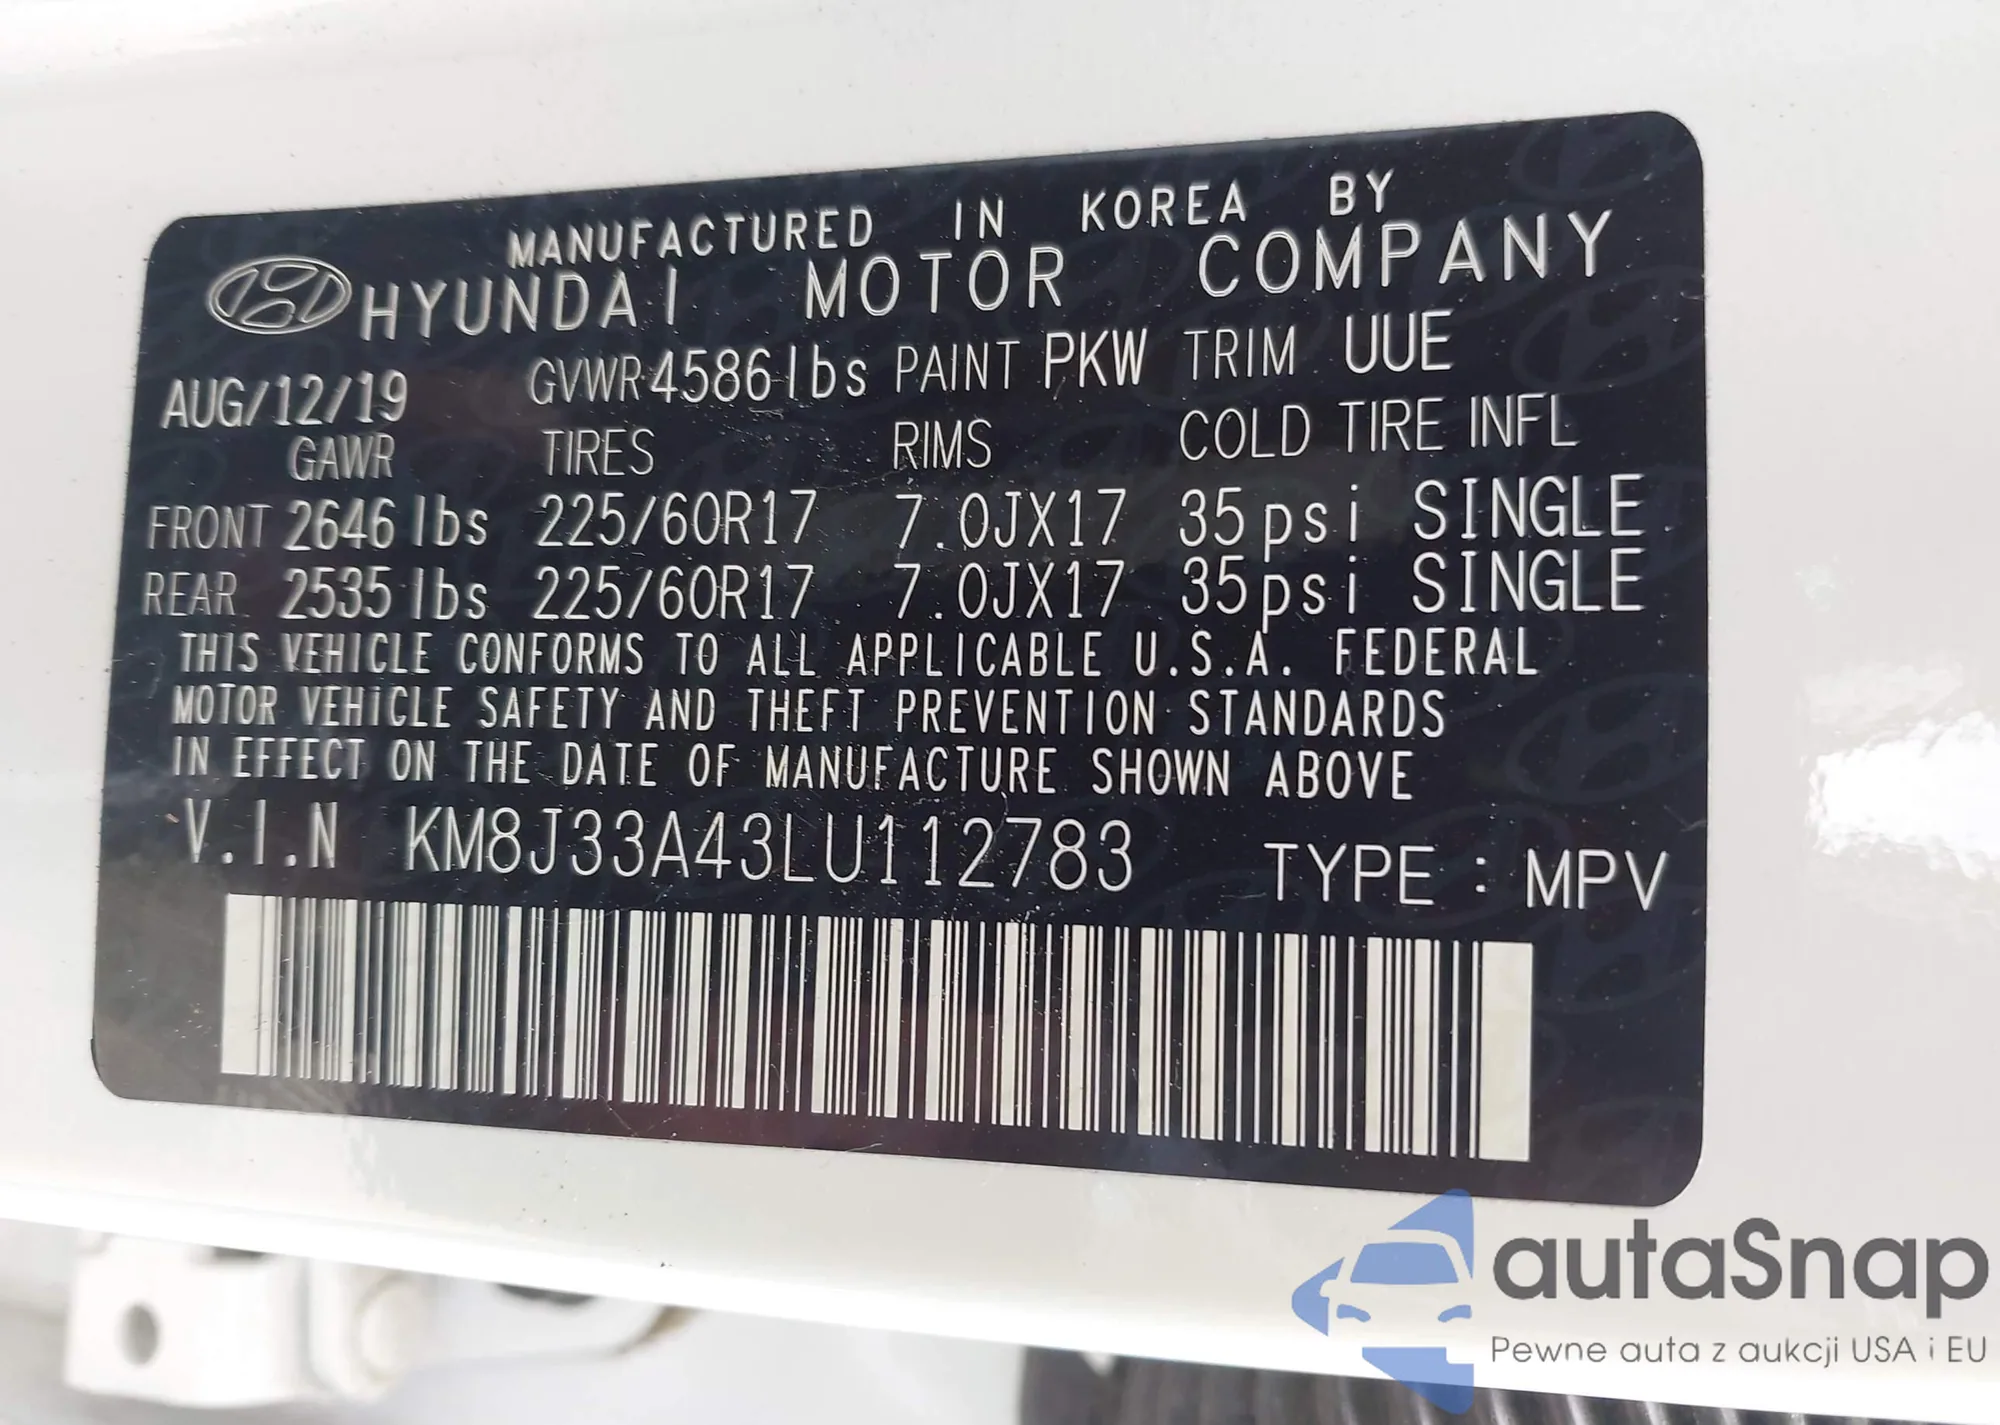 MANUFACTURED IN KOREA BY
HYUNDAI MOTOR COMPANY
AUG/12/19 GVWR 4586 lbs PAINT PKW TRIM UUE
GAWR TIRES RIMS COLD TIRE INFL
FRONT 2646 lbs 225/60R17 7.0JX17 35psi SINGLE
REAR 2535 lbs 225/60R17 7.0JX17 35psi SINGLE
THIS VEHICLE CONFORMS TO ALL APPLICABLE U.S.A. FEDERAL
MOTOR VEHICLE SAFETY AND THEFT PREVENTION STANDARDS
IN EFFECT ON THE DATE OF MANUFACTURE SHOWN ABOVE
V.I.N KM8J33A43LU112783 TYPE : MPV
autaSnap
Pewne auta z aukcji USA i EU